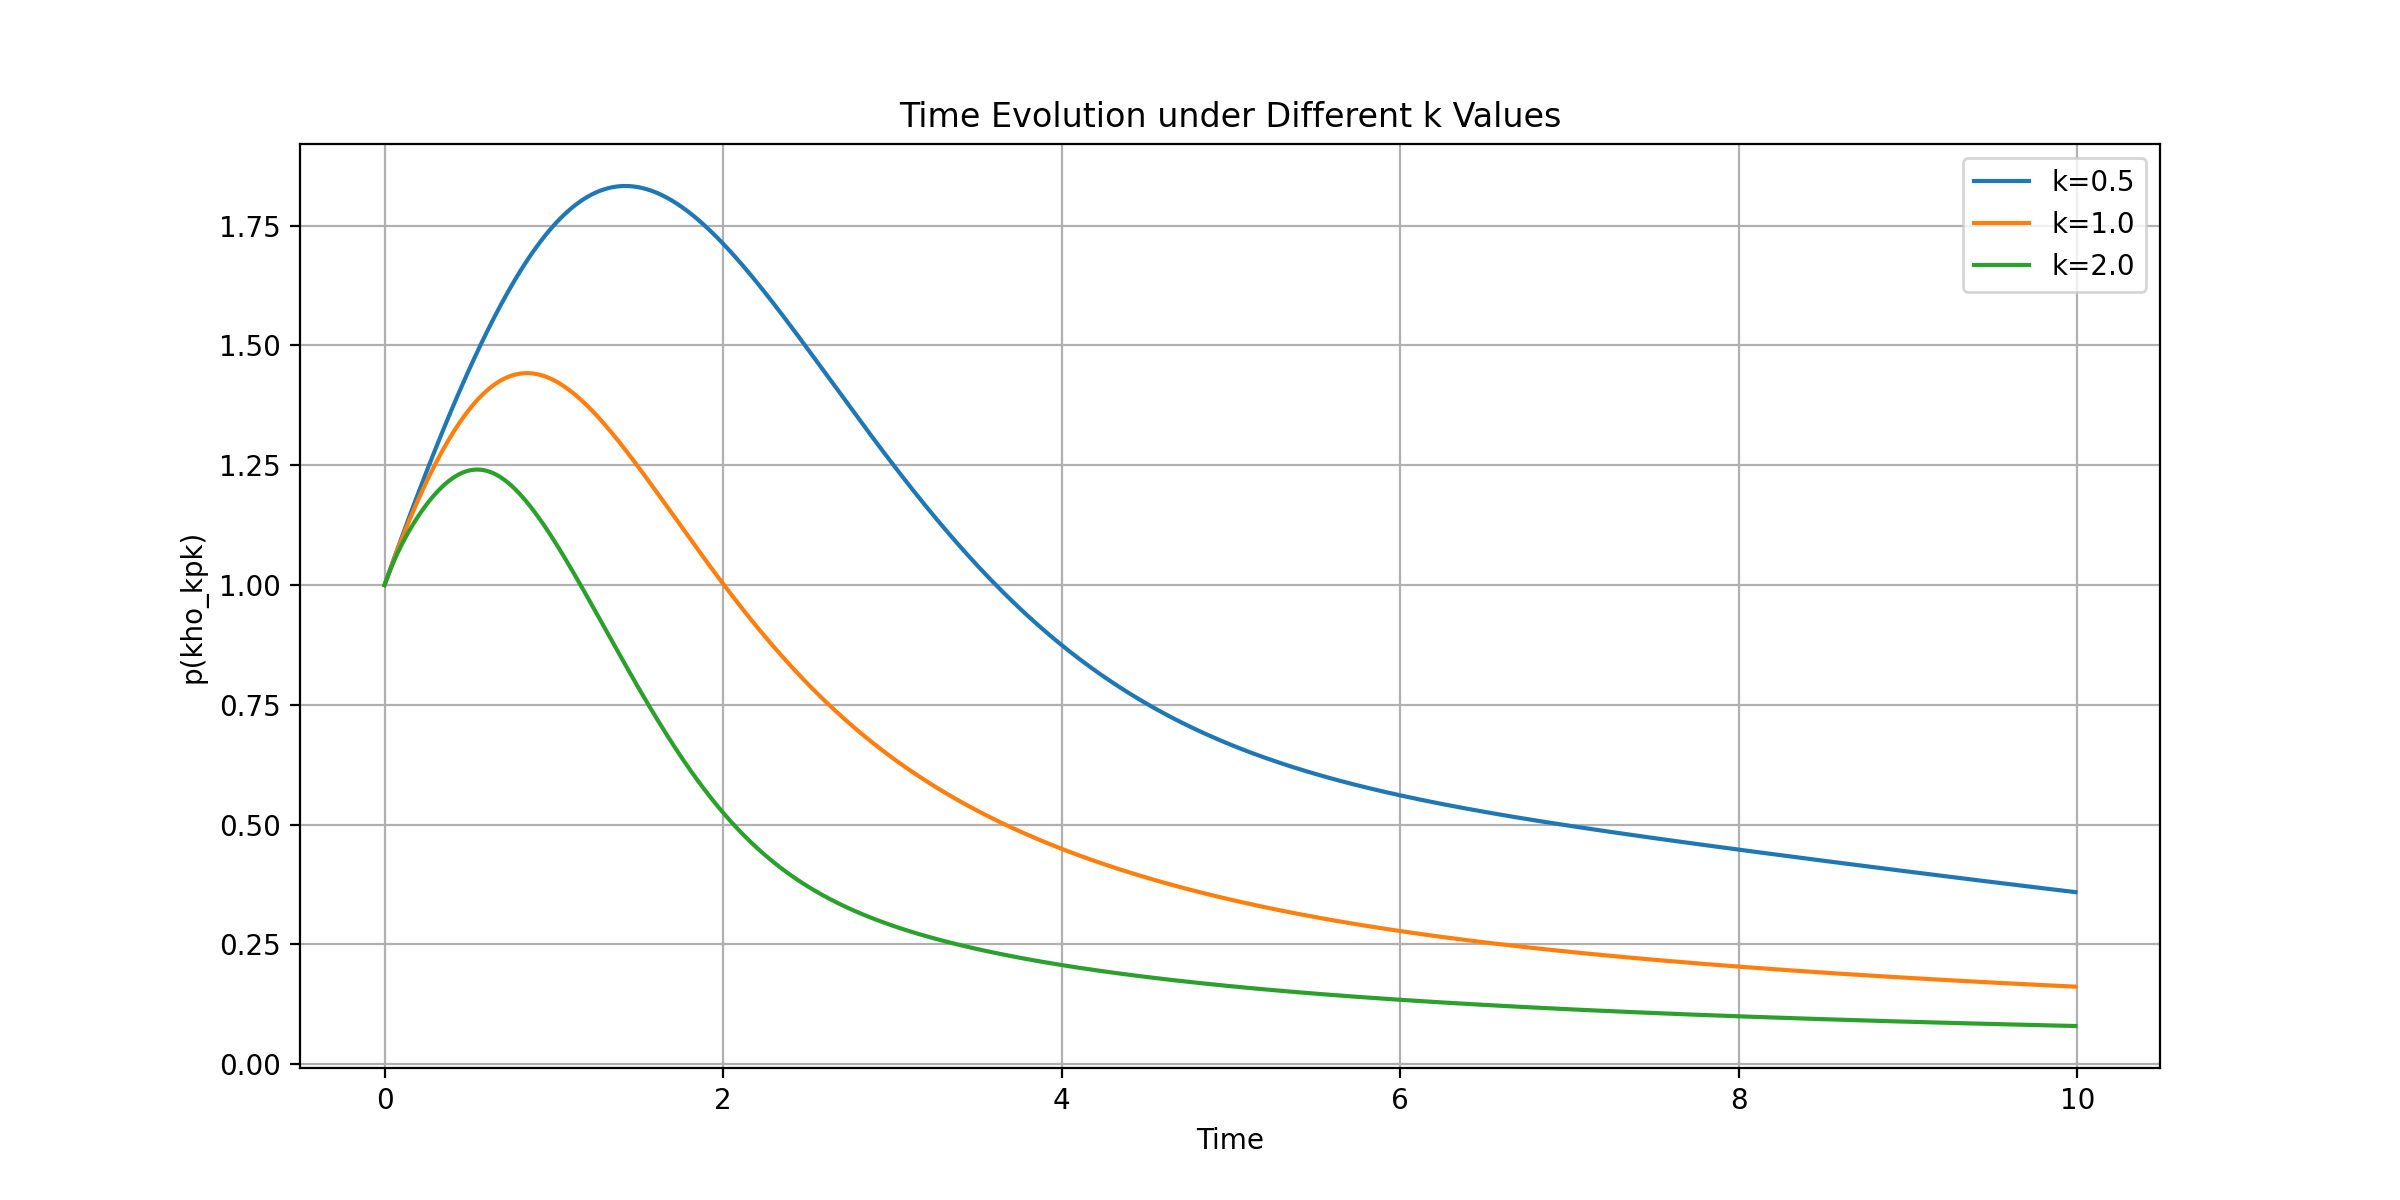 Time Evolution under Different k Values
k=0.5
k=1.0
k=2.0
p(kho_kpk)
1.75
1.50
1.25
1.00
0.75
0.50
0.25
0.00
0 2 4 6 8 10
Time